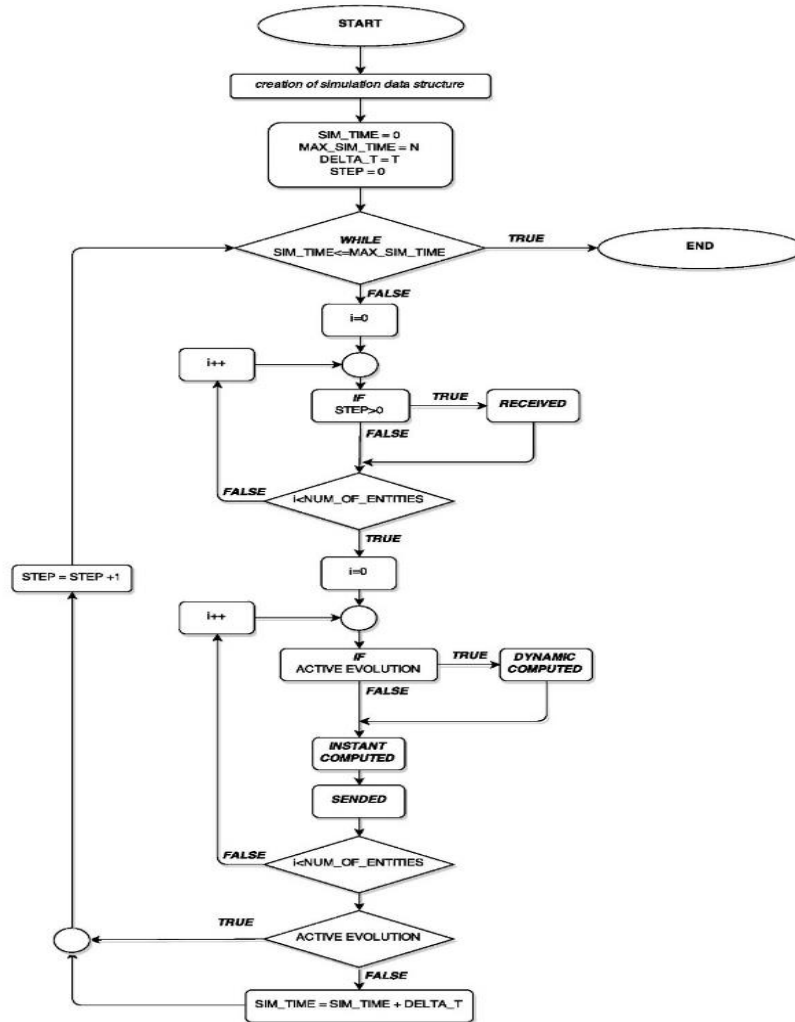 START
creation of simulation data structure
SIM_TIME = 0
MAX_SIM_TIME = N
DELTA_T = T
STEP = 0
WHILE
SIM_TIME<=MAX_SIM_TIME
TRUE
END
FALSE
i=0
i++
IF
STEP>0
TRUE
RECEIVED
FALSE
FALSE
i<NUM_OF_ENTITIES
TRUE
i=0
STEP = STEP +1
i++
IF
ACTIVE EVOLUTION
TRUE
DYNAMIC
COMPUTED
FALSE
INSTANT
COMPUTED
SENDED
FALSE
i<NUM_OF_ENTITIES
TRUE
ACTIVE EVOLUTION
FALSE
SIM_TIME = SIM_TIME + DELTA_T